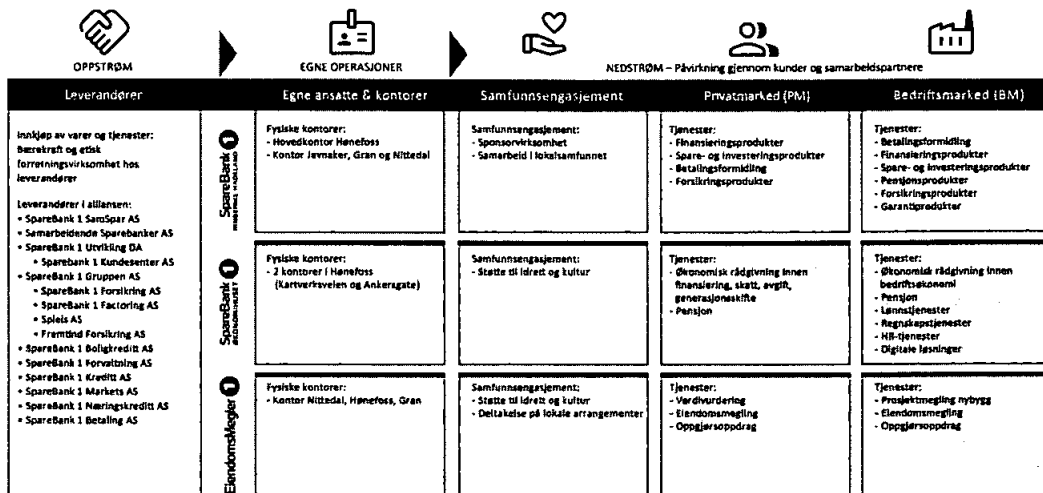 OPPSTRØM
EGNE OPERASJONER
NEDSTRØM – Påvirkning gjennom kunder og samarbeidspartnere
Leverandører
Egne ansatte & kontorer
Samfunnsengasjement
Privatmarked (PM)
Bedriftsmarked (BM)
Innkjøp av varer og tjenester:
Bærekraft og etisk
forretningsvirksomhet hos
leverandører
Leverandører i alliansen:
• SpareBank 1 SamSpar AS
• Samarbeidende Sparebanker AS
• SpareBank 1 Utvikling DA
• Sparebank 1 Kundesenter AS
• SpareBank 1 Gruppen AS
• SpareBank 1 Forsikring AS
• SpareBank 1 Factoring AS
• Spleis AS
• Fremtind Forsikring AS
• SpareBank 1 Boligkreditt AS
• SpareBank 1 Forvaltning AS
• SpareBank 1 Kreditt AS
• SpareBank 1 Markets AS
• SpareBank 1 Næringskreditt AS
• SpareBank 1 Betaling AS
SpareBank 1
RINGERIKE HADELAND
Fysiske kontorer:
- Hovedkontor Hønefoss
- Kontor Jevnaker, Gran og Nittedal
Samfunnsengasjement:
- Sponsorvirksomhet
- Samarbeid i lokalsamfunnet
Tjenester:
- Finansieringsprodukter
- Spare- og investeringsprodukter
- Betalingsformidling
- Forsikringsprodukter
Tjenester:
- Betalingsformidling
- Finansieringsprodukter
- Spare- og investeringsprodukter
- Pensjonsprodukter
- Forsikringsprodukter
- Garantiprodukter
SpareBank 1
ØKONOMIHUSET
Fysiske kontorer:
- 2 kontorer i Hønefoss
(Kartverksveien og Ankersgate)
Samfunnsengasjement:
- Støtte til idrett og kultur
Tjenester:
- Økonomisk rådgivning innen
finansiering, skatt, avgift,
generasjonsskifte
- Pensjon
Tjenester:
- Økonomisk rådgivning innen
bedriftsøkonomi
- Pensjon
- Lønnstjenester
- Regnskapstjenester
- HR-tjenester
- Digitale løsninger
EiendomsMegler 1
Fysiske kontorer:
- Kontor Nittedal, Hønefoss, Gran
Samfunnsengasjement:
- Støtte til idrett og kultur
- Deltakelse på lokale arrangementer
Tjenester:
- Verdivurdering
- Eiendomsmegling
- Oppgjørsoppdrag
Tjenester:
- Prosjektmegling nybygg
- Eiendomsmegling
- Oppgjørsoppdrag